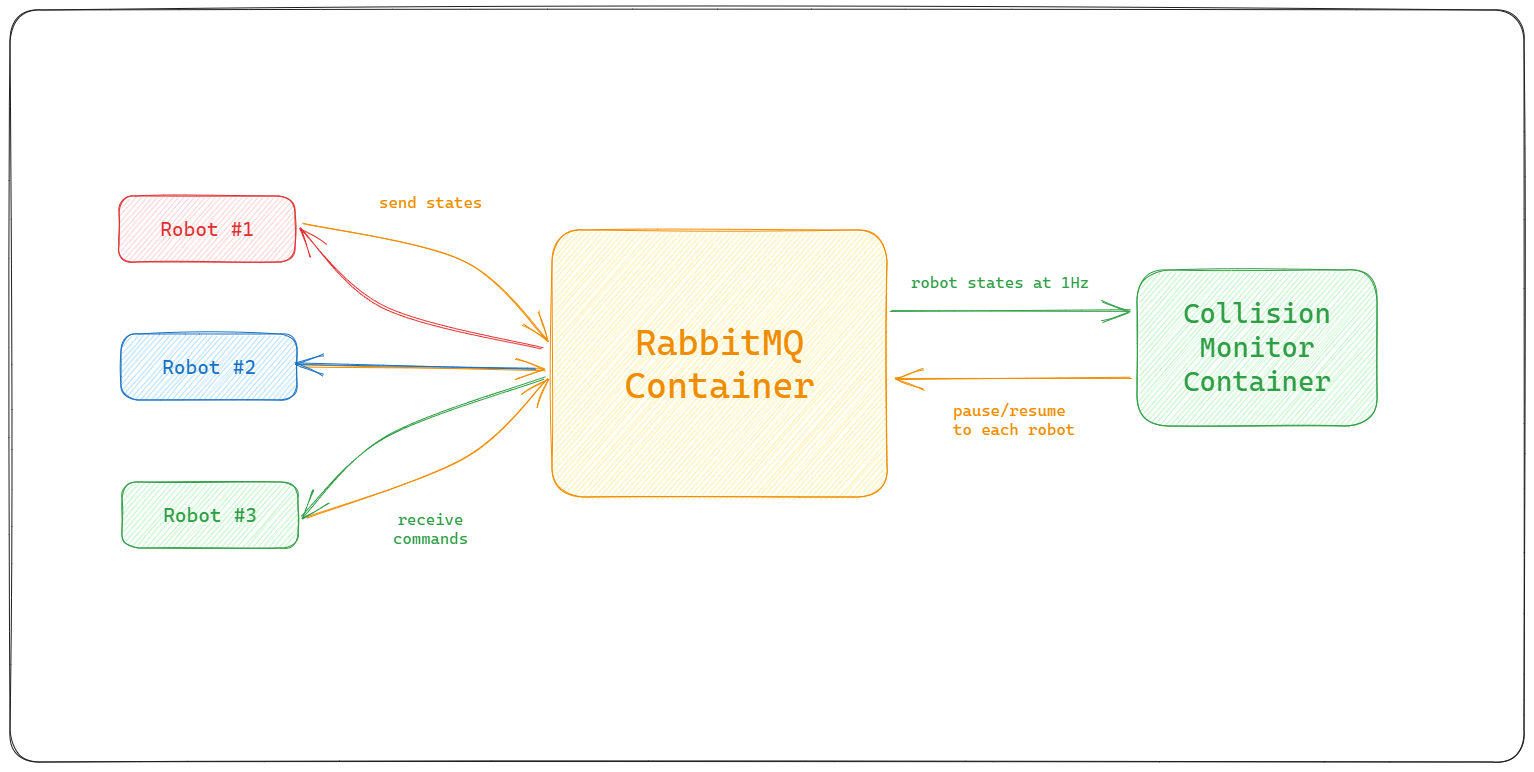 send states
Robot #1
robot states at 1Hz
RabbitMQ
Container
Collision
Monitor
Container
Robot #2
pause/resume
to each robot
Robot #3
receive
commands